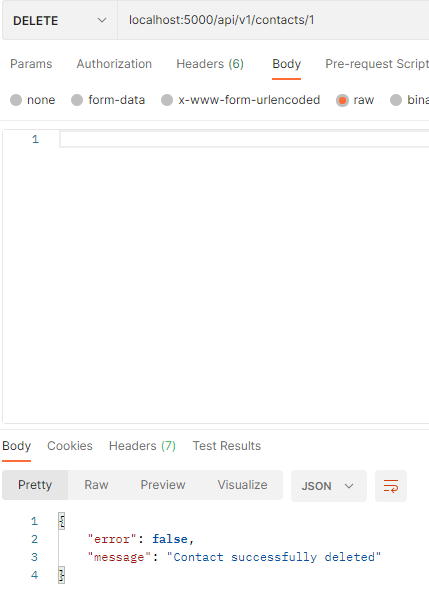 DELETE localhost:5000/api/v1/contacts/1
Params Authorization Headers (6) Body Pre-request Script
none form-data x-www-form-urlencoded raw bina
1
Body Cookies Headers (7) Test Results
Pretty Raw Preview Visualize JSON
1 {
2 "error": false,
3 "message": "Contact successfully deleted"
4 }